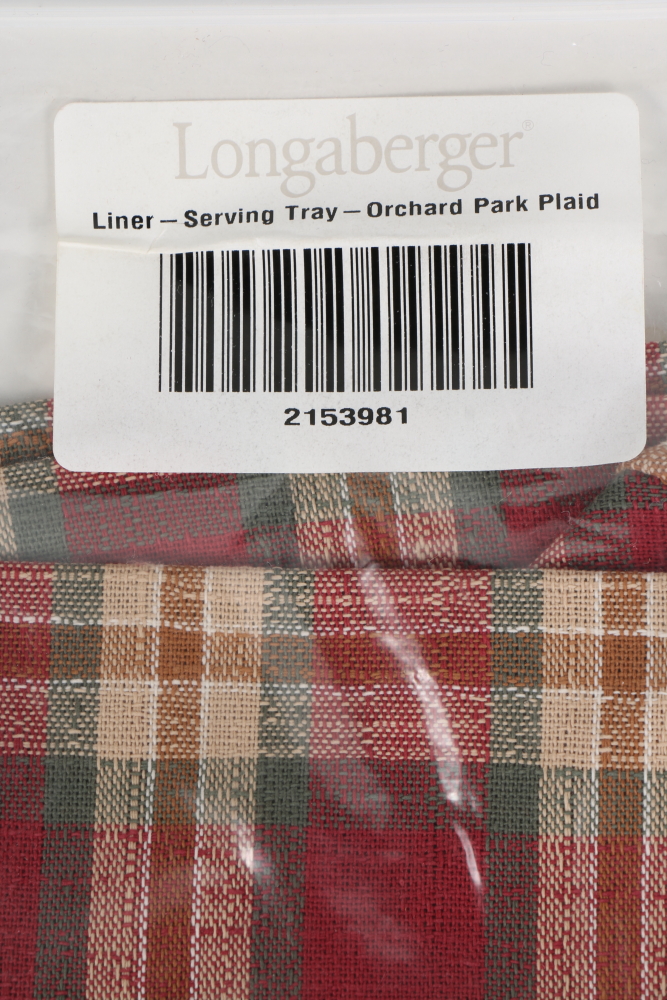 Longaberger®
Liner – Serving Tray – Orchard Park Plaid
2153981